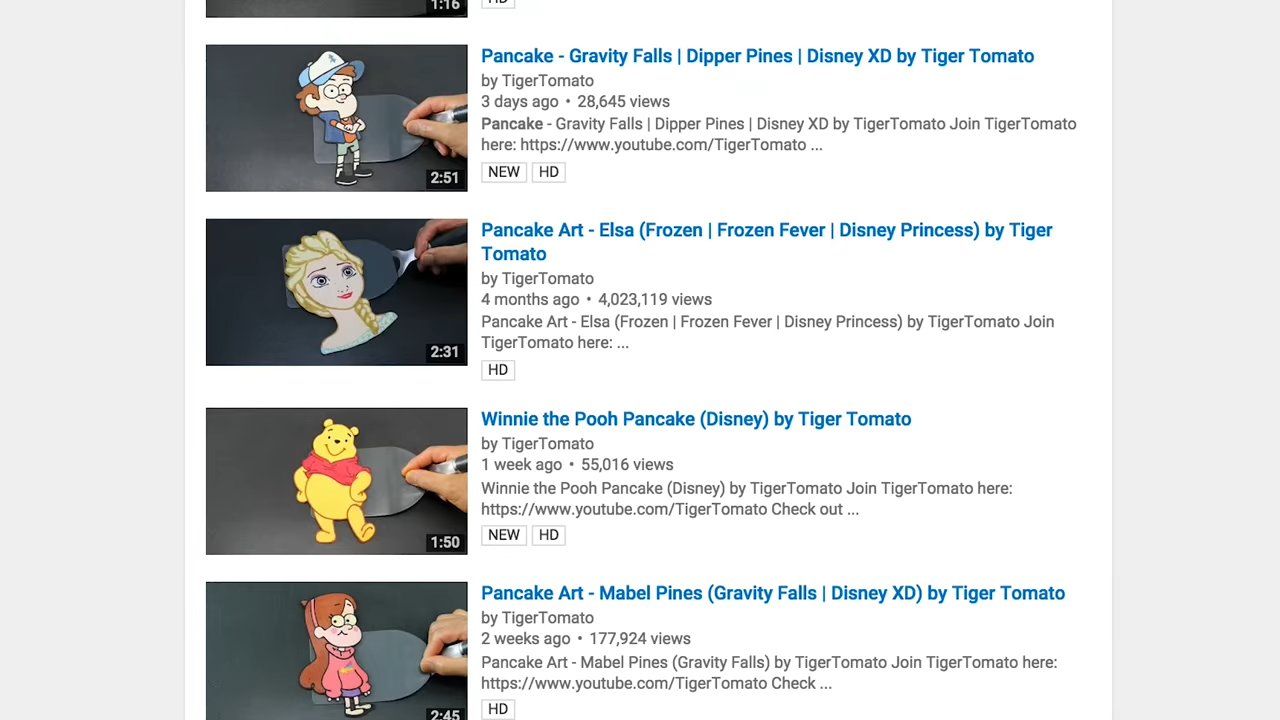 1:16
HD
Pancake - Gravity Falls | Dipper Pines | Disney XD by Tiger Tomato
by TigerTomato
3 days ago • 28,645 views
Pancake - Gravity Falls | Dipper Pines | Disney XD by TigerTomato Join TigerTomato
here: https://www.youtube.com/TigerTomato ...
NEW HD
2:51
Pancake Art - Elsa (Frozen | Frozen Fever | Disney Princess) by Tiger
Tomato
by TigerTomato
4 months ago • 4,023,119 views
Pancake Art - Elsa (Frozen | Frozen Fever | Disney Princess) by TigerTomato Join
TigerTomato here: ...
2:31
HD
Winnie the Pooh Pancake (Disney) by Tiger Tomato
by TigerTomato
1 week ago • 55,016 views
Winnie the Pooh Pancake (Disney) by TigerTomato Join TigerTomato here:
https://www.youtube.com/TigerTomato Check out ...
NEW HD
1:50
Pancake Art - Mabel Pines (Gravity Falls | Disney XD) by Tiger Tomato
by TigerTomato
2 weeks ago • 177,924 views
Pancake Art - Mabel Pines (Gravity Falls) by TigerTomato Join TigerTomato here:
https://www.youtube.com/TigerTomato Check ...
HD
2:45